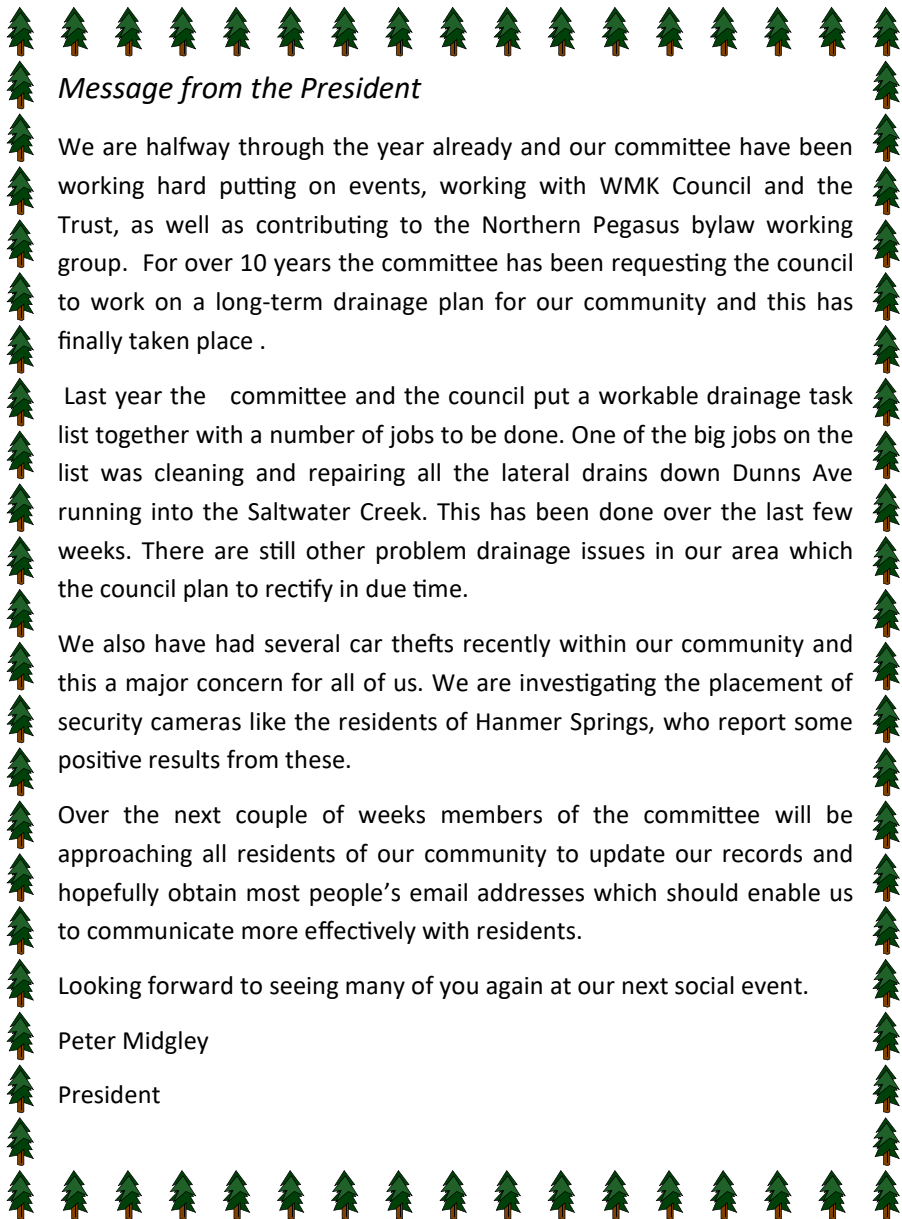 Message from the President
We are halfway through the year already and our committee have been
working hard putting on events, working with WMK Council and the
Trust, as well as contributing to the Northern Pegasus bylaw working
group.  For over 10 years the committee has been requesting the council
to work on a long-term drainage plan for our community and this has
finally taken place .
Last year the   committee and the council put a workable drainage task
list together with a number of jobs to be done. One of the big jobs on the
list was cleaning and repairing all the lateral drains down Dunns Ave
running into the Saltwater Creek. This has been done over the last few
weeks. There are still other problem drainage issues in our area which
the council plan to rectify in due time.
We also have had several car thefts recently within our community and
this a major concern for all of us. We are investigating the placement of
security cameras like the residents of Hanmer Springs, who report some
positive results from these.
Over the next couple of weeks members of the committee will be
approaching all residents of our community to update our records and
hopefully obtain most people’s email addresses which should enable us
to communicate more effectively with residents.
Looking forward to seeing many of you again at our next social event.
Peter Midgley
President